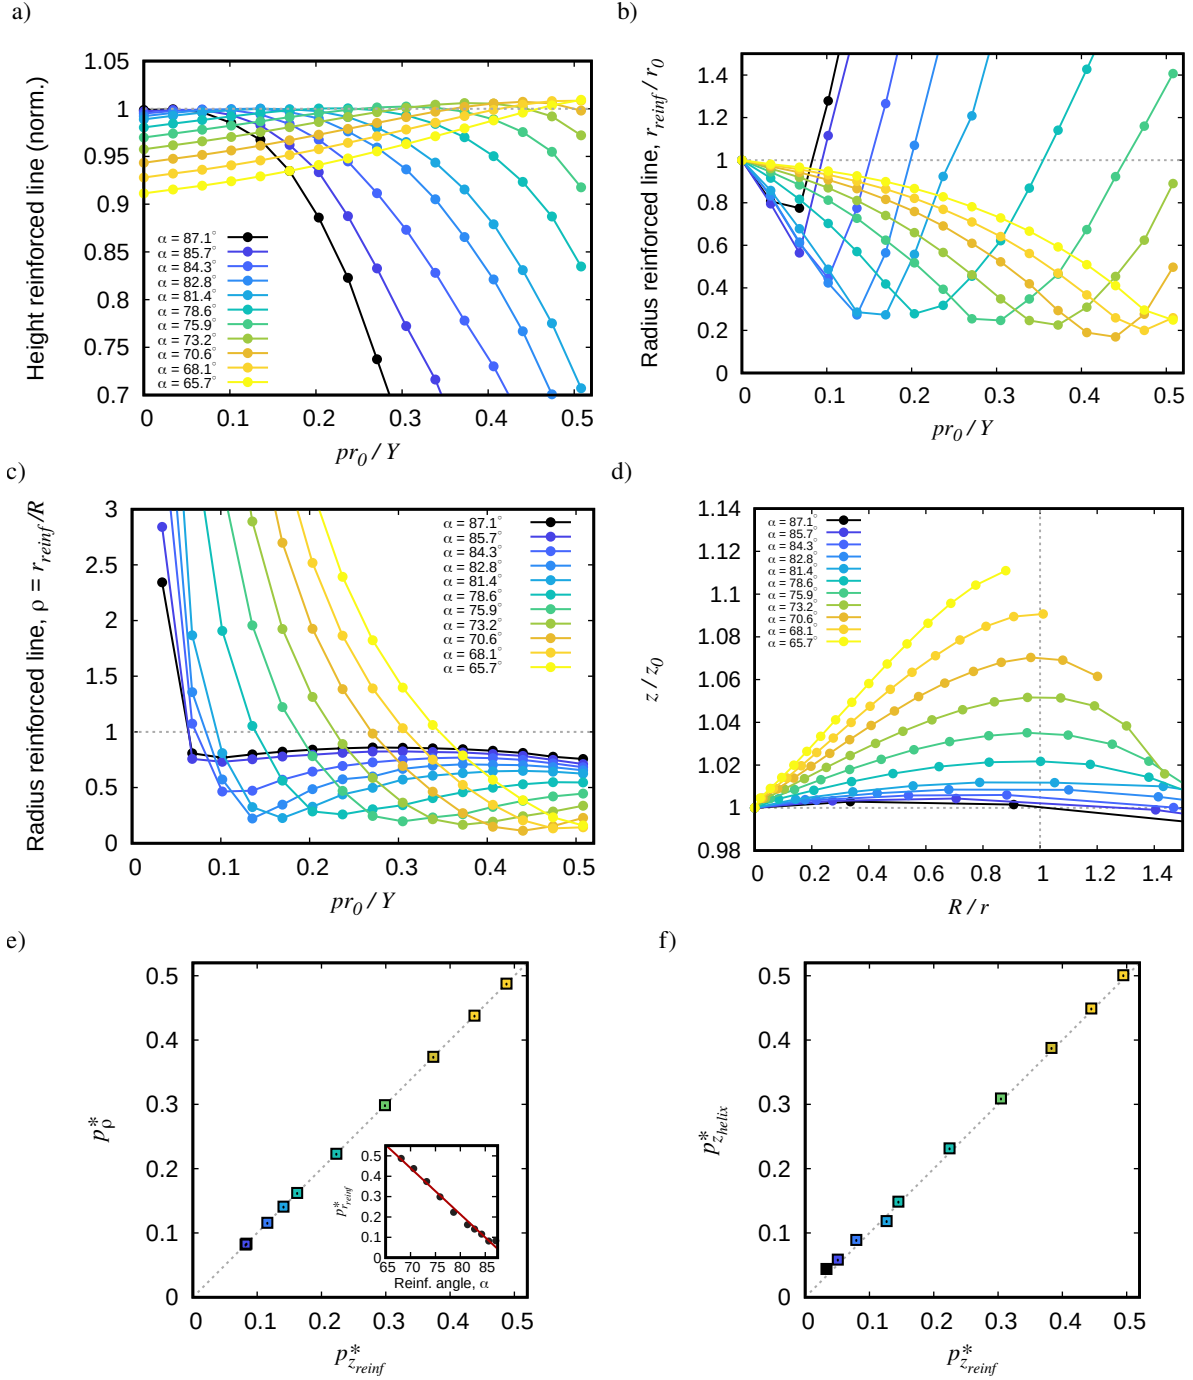 a)
Height reinforced line (norm.)
1.05
1
0.95
0.9
0.85
0.8
0.75
0.7
α = 87.1°
α = 85.7°
α = 84.3°
α = 82.8°
α = 81.4°
α = 78.6°
α = 75.9°
α = 73.2°
α = 70.6°
α = 68.1°
α = 65.7°
0 0.1 0.2 0.3 0.4 0.5
pr₀ / Y
b)
Radius reinforced line, r_reinf / r₀
1.4
1.2
1
0.8
0.6
0.4
0.2
0
0 0.1 0.2 0.3 0.4 0.5
pr₀ / Y
c)
Radius reinforced line, ρ = r_reinf/R
3
2.5
2
1.5
1
0.5
0
α = 87.1°
α = 85.7°
α = 84.3°
α = 82.8°
α = 81.4°
α = 78.6°
α = 75.9°
α = 73.2°
α = 70.6°
α = 68.1°
α = 65.7°
0 0.1 0.2 0.3 0.4 0.5
pr₀ / Y
d)
z / z₀
1.14
1.12
1.1
1.08
1.06
1.04
1.02
1
0.98
α = 87.1°
α = 85.7°
α = 84.3°
α = 82.8°
α = 81.4°
α = 78.6°
α = 75.9°
α = 73.2°
α = 70.6°
α = 68.1°
α = 65.7°
0 0.2 0.4 0.6 0.8 1 1.2 1.4
R / r
e)
p*_ρ
0.5
0.4
0.3
0.2
0.1
0
p*_r_reinf
0.5
0.4
0.3
0.2
0.1
0
65 70 75 80 85
Reinf. angle, α
0 0.1 0.2 0.3 0.4 0.5
p*_z_reinf
f)
p*_z_helix
0.5
0.4
0.3
0.2
0.1
0
0 0.1 0.2 0.3 0.4 0.5
p*_z_reinf